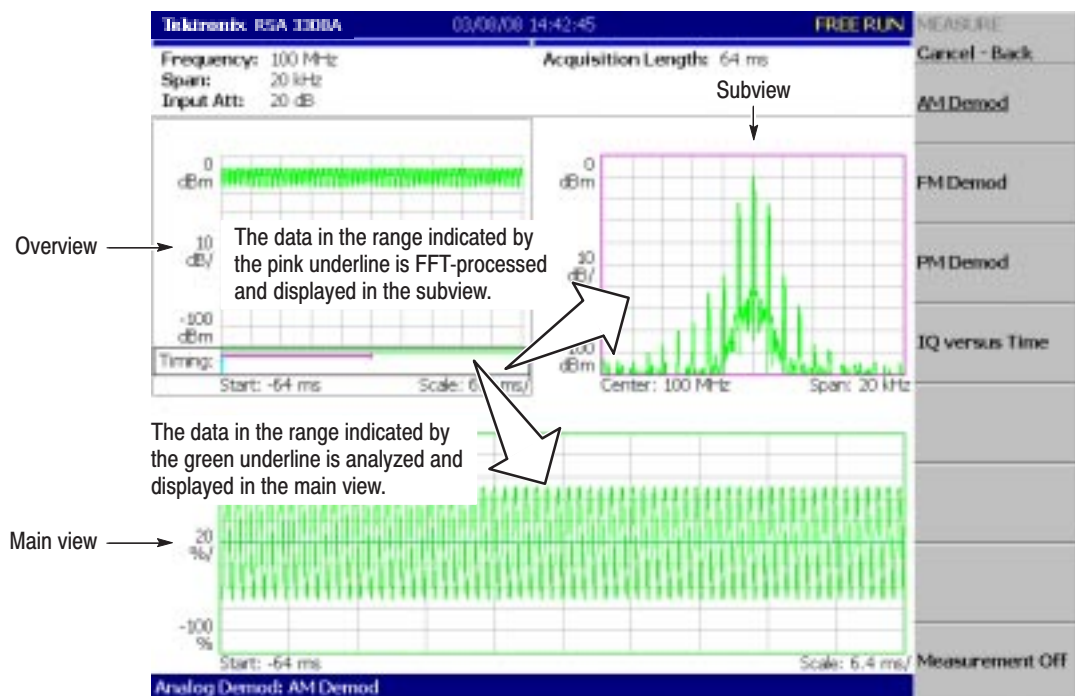 Tektronix RSA 3308A 03/08/08 14:42:45 FREE RUN
MEASURE
Frequency: 100 MHz
Acquisition Length: 64 ms
Span: 20 kHz
Input Att: 20 dB
Cancel - Back
AM Demod
FM Demod
PM Demod
IQ versus Time
Measurement Off
Subview
Overview
0
dBm
10
dB/
-100
dBm
Timing:
Start: -64 ms
The data in the range indicated by
the pink underline is FFT-processed
and displayed in the subview.
0
dBm
10
dB/
dBm
Center: 100 MHz Span: 20 kHz
The data in the range indicated by
the green underline is analyzed and
displayed in the main view.
Main view
20
%/
-100
%
Start: -64 ms Scale: 6.4 ms/
Analog Demod: AM Demod